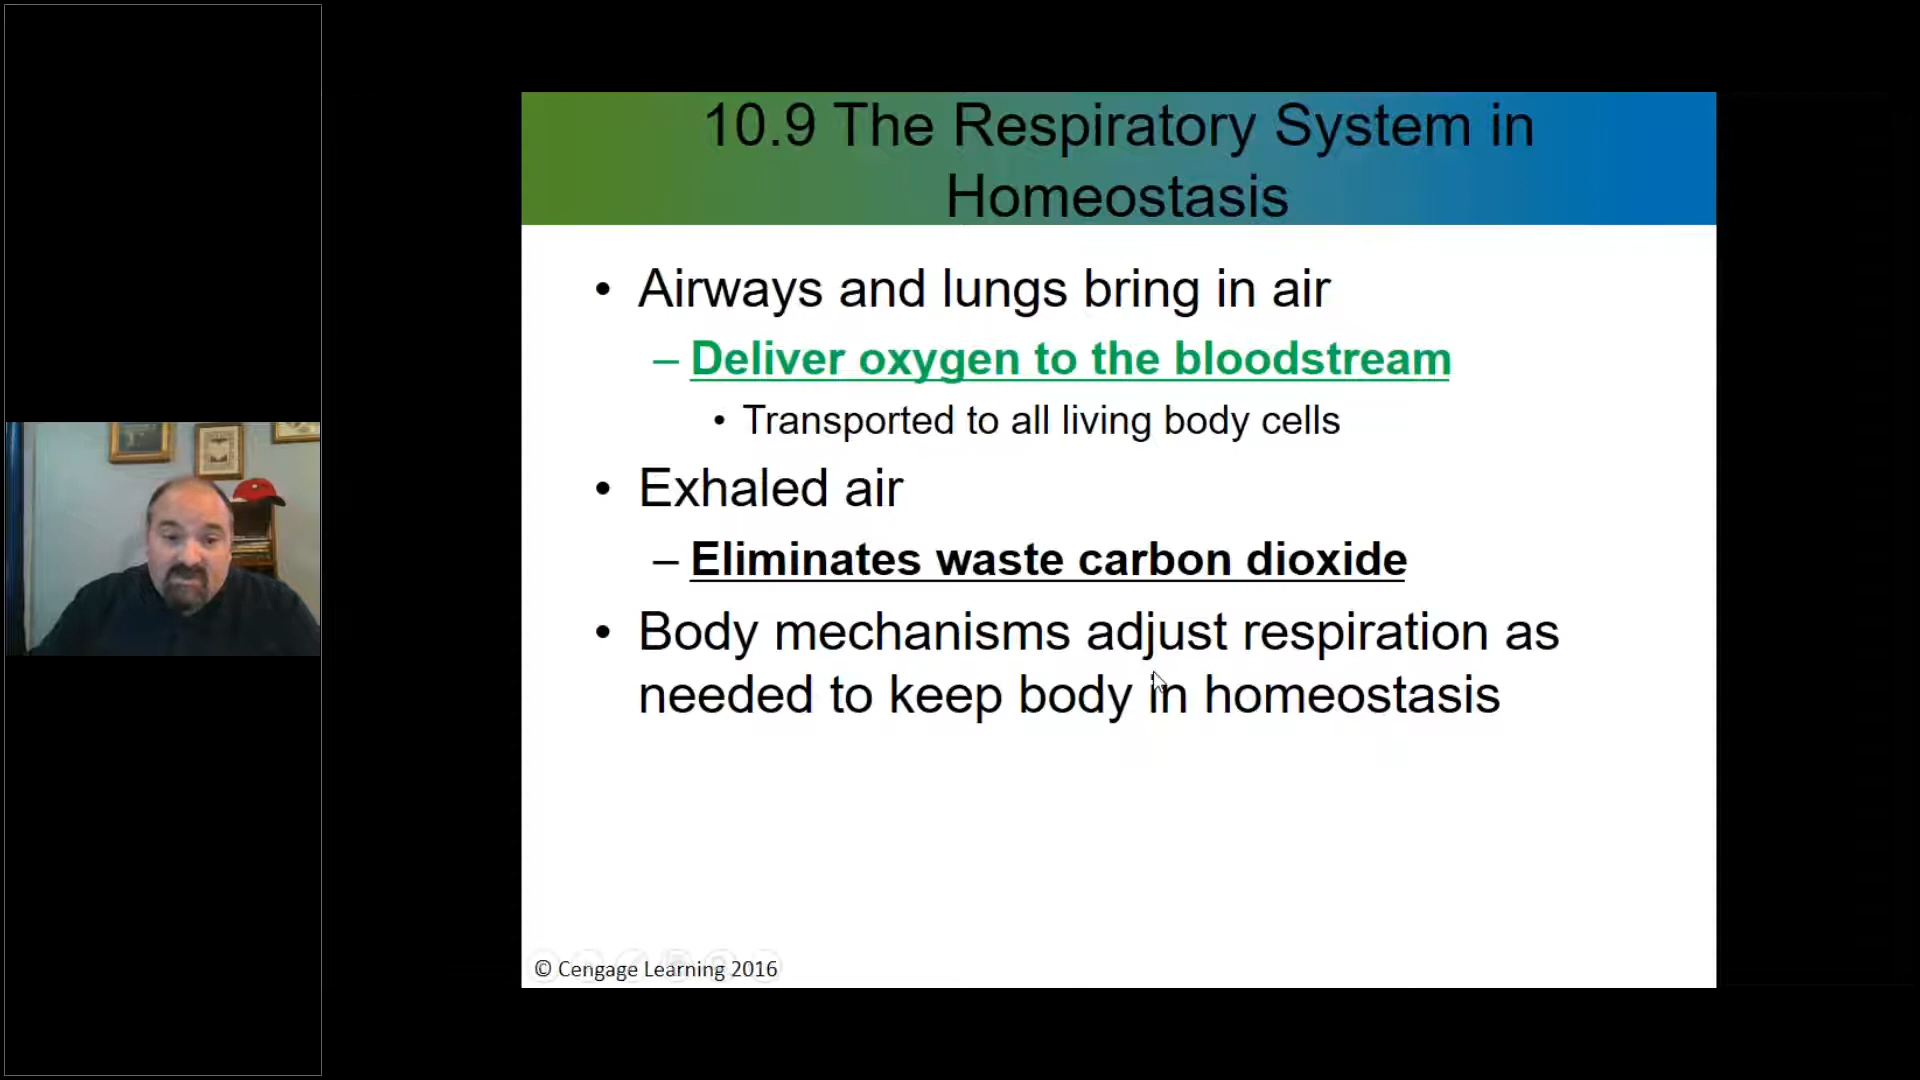 10.9 The Respiratory System in
Homeostasis
• Airways and lungs bring in air
– Deliver oxygen to the bloodstream
• Transported to all living body cells
• Exhaled air
– Eliminates waste carbon dioxide
• Body mechanisms adjust respiration as
needed to keep body in homeostasis
© Cengage Learning 2016